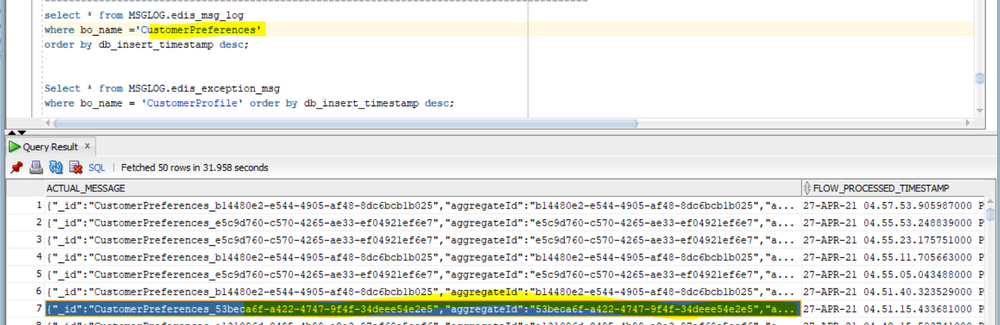 select * from MSGLOG.edis_msg_log
where bo_name ='CustomerPreferences'
order by db_insert_timestamp desc;
Select * from MSGLOG.edis_exception_msg
where bo_name = 'CustomerProfile' order by db_insert_timestamp desc;
Query Result x
SQL | Fetched 50 rows in 31.958 seconds
ACTUAL_MESSAGE FLOW_PROCESSED_TIMESTAMP
1 {"_id":"CustomerPreferences_b14480e2-e544-4905-af48-8dc6bcb1b025","aggregateId":"b14480e2-e544-4905-af48-8dc6bcb1b025","a... 27-APR-21 04.57.53.905987000 P
2 {"_id":"CustomerPreferences_e5c9d760-c570-4265-ae33-ef04921ef6e7","aggregateId":"e5c9d760-c570-4265-ae33-ef04921ef6e7","a... 27-APR-21 04.55.53.248839000 P
3 {"_id":"CustomerPreferences_e5c9d760-c570-4265-ae33-ef04921ef6e7","aggregateId":"e5c9d760-c570-4265-ae33-ef04921ef6e7","a... 27-APR-21 04.55.23.175751000 P
4 {"_id":"CustomerPreferences_b14480e2-e544-4905-af48-8dc6bcb1b025","aggregateId":"b14480e2-e544-4905-af48-8dc6bcb1b025","a... 27-APR-21 04.55.11.705663000 P
5 {"_id":"CustomerPreferences_e5c9d760-c570-4265-ae33-ef04921ef6e7","aggregateId":"e5c9d760-c570-4265-ae33-ef04921ef6e7","a... 27-APR-21 04.55.05.043488000 P
6 {"_id":"CustomerPreferences_b14480e2-e544-4905-af48-8dc6bcb1b025","aggregateId":"b14480e2-e544-4905-af48-8dc6bcb1b025","a... 27-APR-21 04.51.40.323529000 P
7 {"_id":"CustomerPreferences_53beca6f-a422-4747-9f4f-34deee54e2e5","aggregateId":"53beca6f-a422-4747-9f4f-34deee54e2e5","a... 27-APR-21 04.51.15.433681000 P